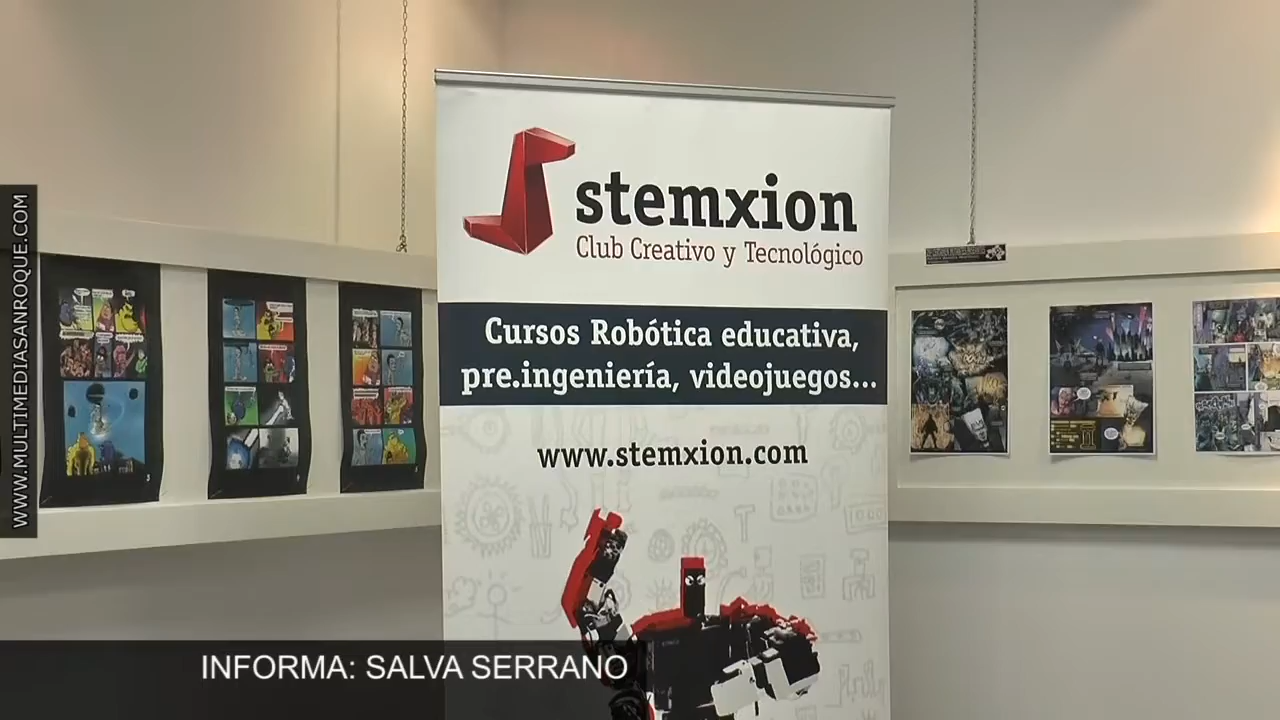 WWW.MULTIMEDIASANROQUE.COM
stemxion
Club Creativo y Tecnológico
Cursos Robótica educativa,
pre.ingeniería, videojuegos...
www.stemxion.com
INFORMA: SALVA SERRANO